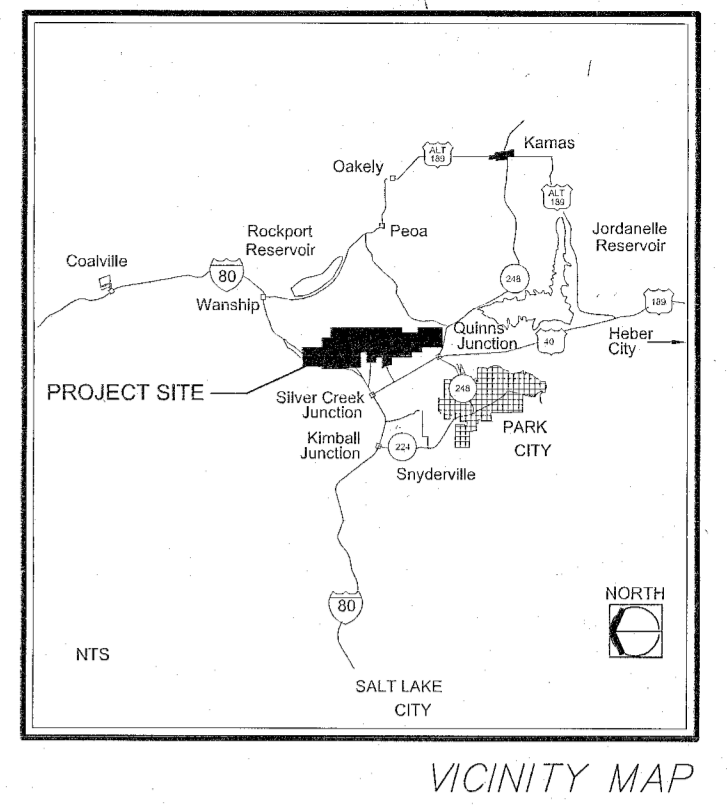 Kamas
ALT
189
Oakely
ALT
189
Rockport
Reservoir
Peoa
Jordanelle
Reservoir
Coalville
80
248
Wanship
189
Quinns
Junction
40
Heber
City
PROJECT SITE
Silver Creek
Junction
248
Kimball
Junction
224
PARK
CITY
Snyderville
NORTH
80
NTS
SALT LAKE
CITY
VICINITY MAP